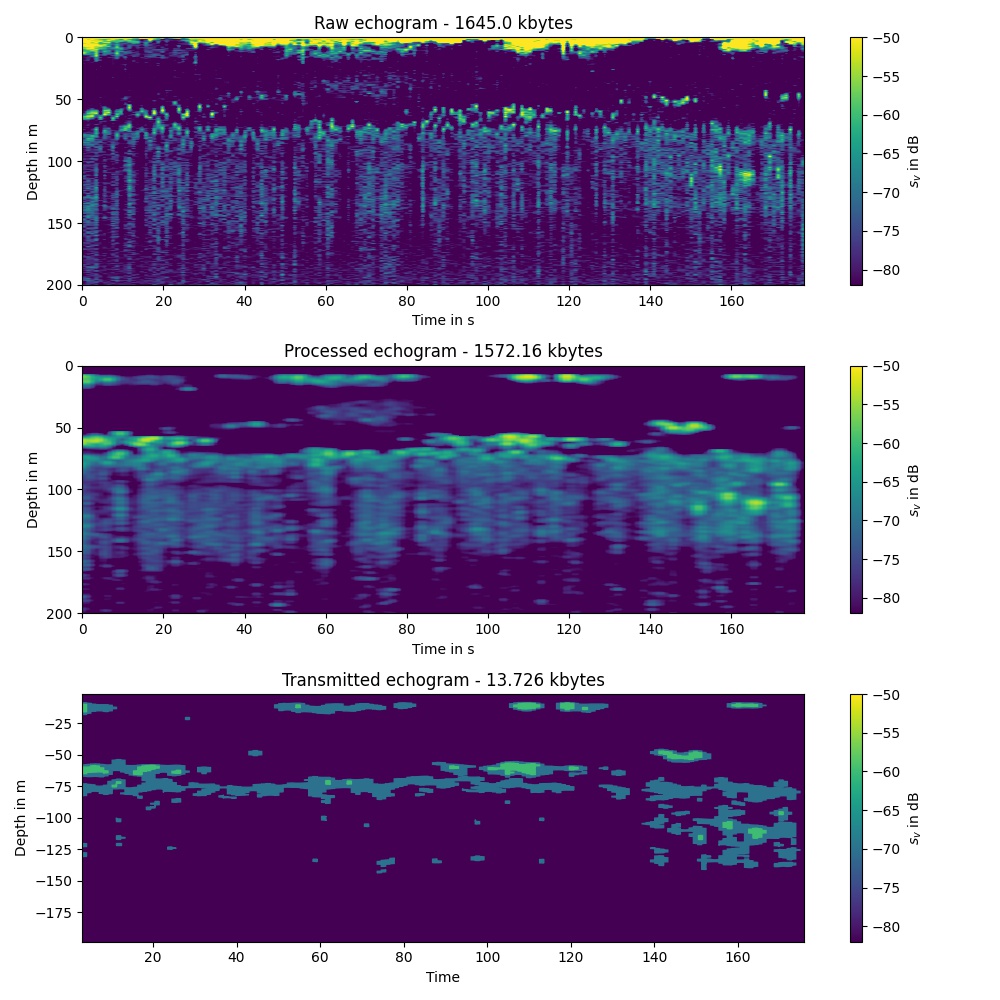 Raw echogram - 1645.0 kbytes
0
50
100
150
200
Depth in m
0 20 40 60 80 100 120 140 160
Time in s
−50
−55
−60
−65
−70
−75
−80
s_v in dB
Processed echogram - 1572.16 kbytes
0
50
100
150
200
Depth in m
0 20 40 60 80 100 120 140 160
Time in s
−50
−55
−60
−65
−70
−75
−80
s_v in dB
Transmitted echogram - 13.726 kbytes
−25
−50
−75
−100
−125
−150
−175
Depth in m
20 40 60 80 100 120 140 160
Time
−50
−55
−60
−65
−70
−75
−80
s_v in dB